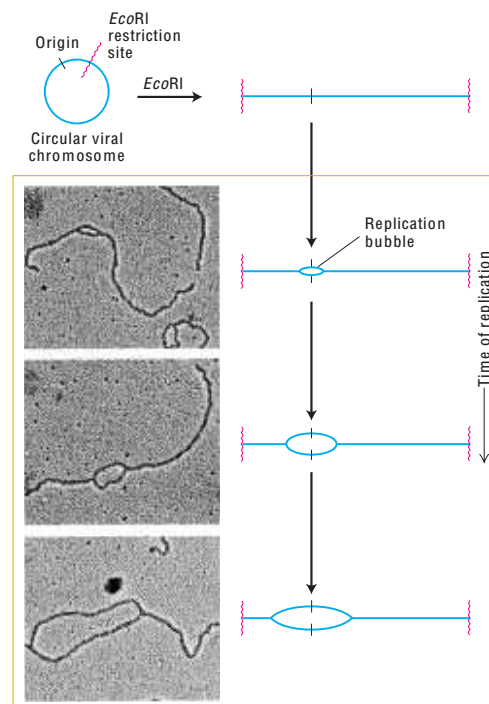 EcoRI
restriction
site
Origin
EcoRI
Circular viral
chromosome
Replication
bubble
Time of replication